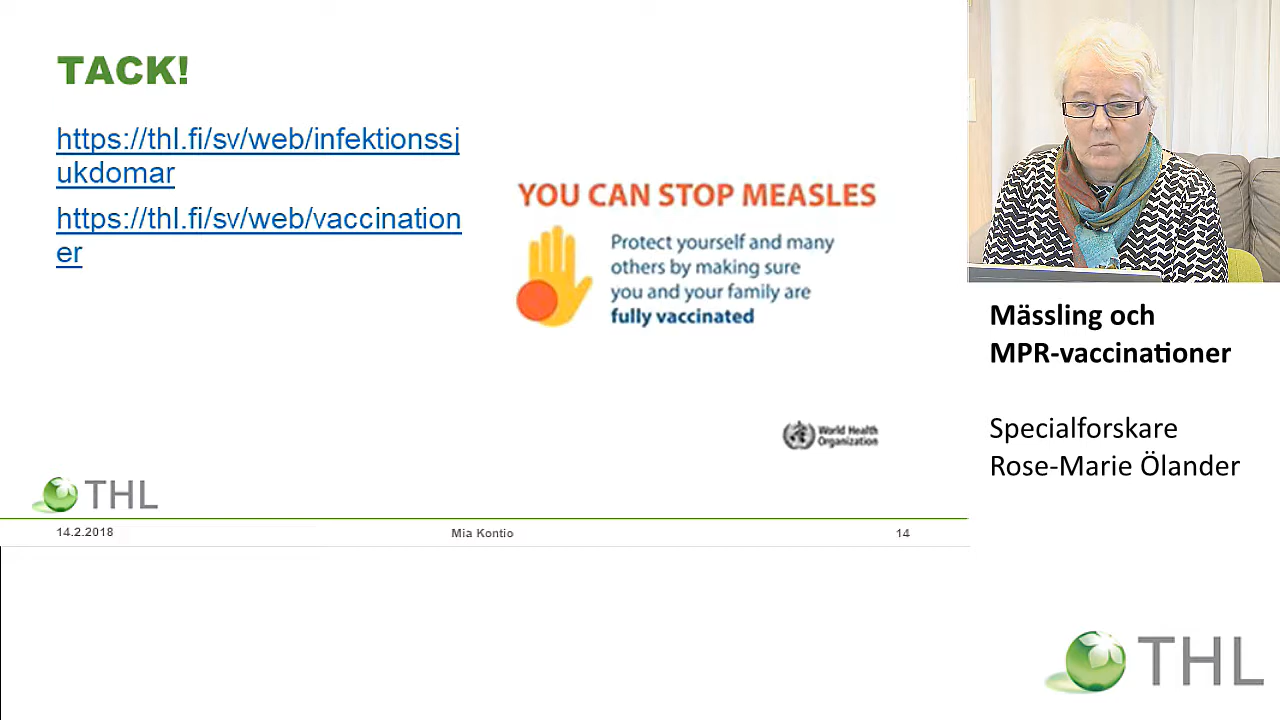 TACK!
https://thl.fi/sv/web/infektionssj
ukdomar
https://thl.fi/sv/web/vaccination
er
YOU CAN STOP MEASLES
Protect yourself and many
others by making sure
you and your family are
fully vaccinated
World Health
Organization
THL
14.2.2018
Mia Kontio
14
Mässling och
MPR-vaccinationer
Specialforskare
Rose-Marie Ölander
THL